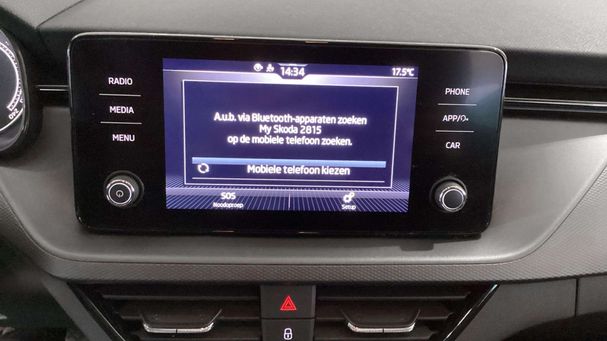 14:34
17.5°C
RADIO
MEDIA
MENU
PHONE
APP/
CAR
A.u.b. via Bluetooth-apparaten zoeken
My Skoda 2815
op de mobiele telefoon zoeken.
Mobiele telefoon kiezen
SOS
Noodoproep
Setup